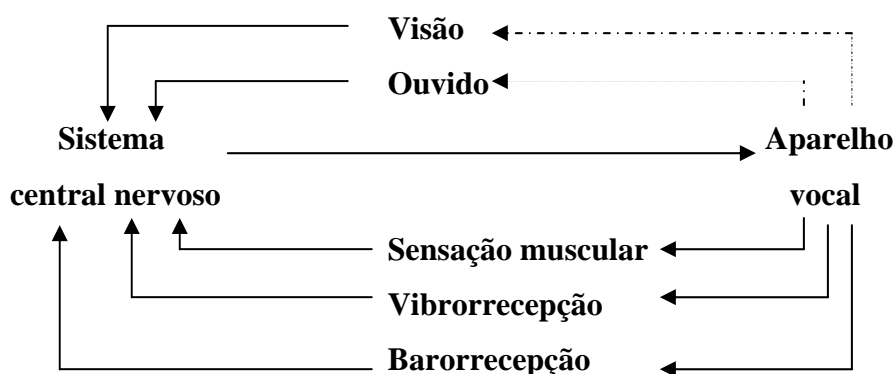 Visão
Ouvido
Sistema
central nervoso
Aparelho
vocal
Sensação muscular
Vibrorrecepção
Barorrecepção